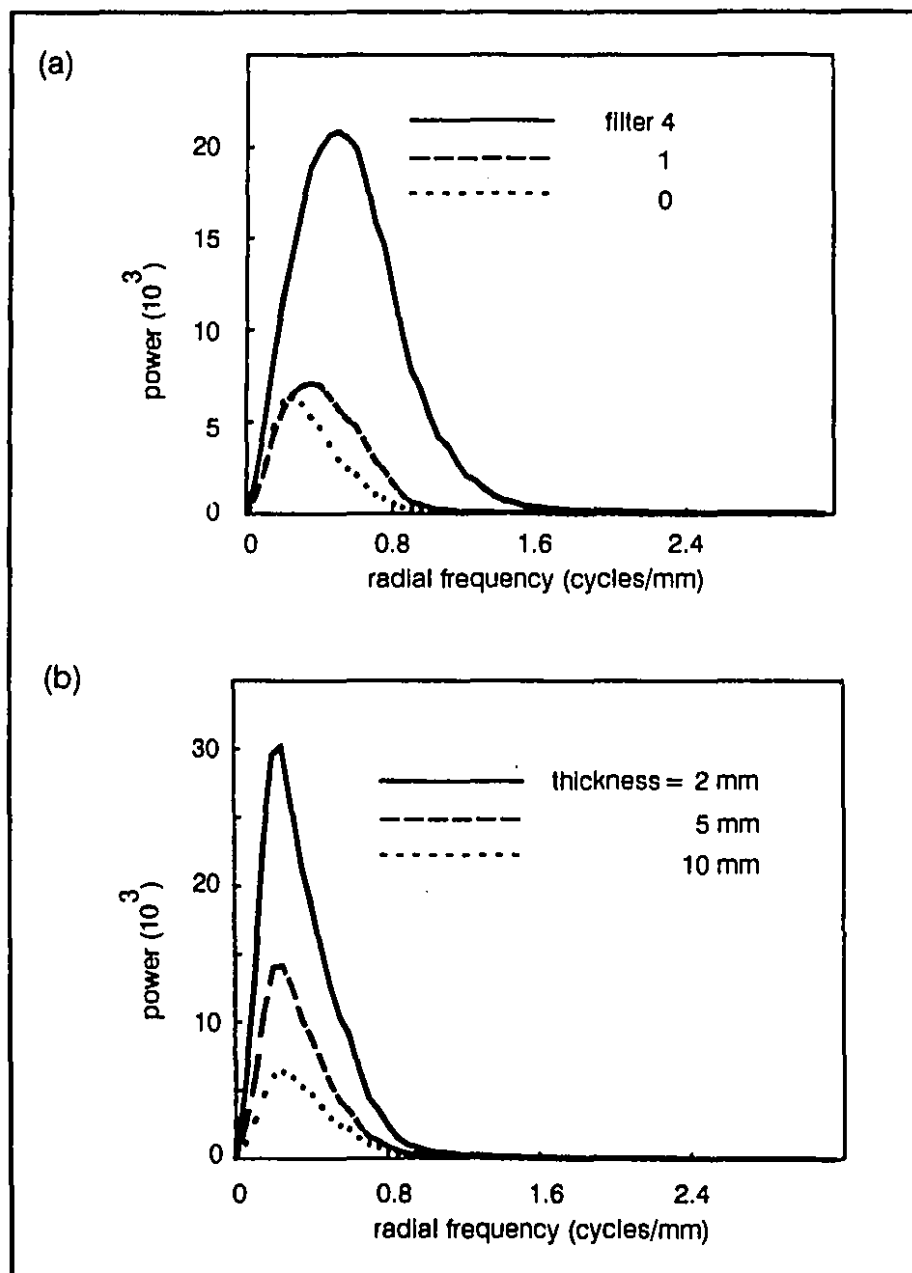 (a)
filter 4
1
0
20
15
10
5
0
power (10³)
0 0.8 1.6 2.4
radial frequency (cycles/mm)
(b)
thickness = 2 mm
5 mm
10 mm
30
20
10
0
power (10³)
0 0.8 1.6 2.4
radial frequency (cycles/mm)